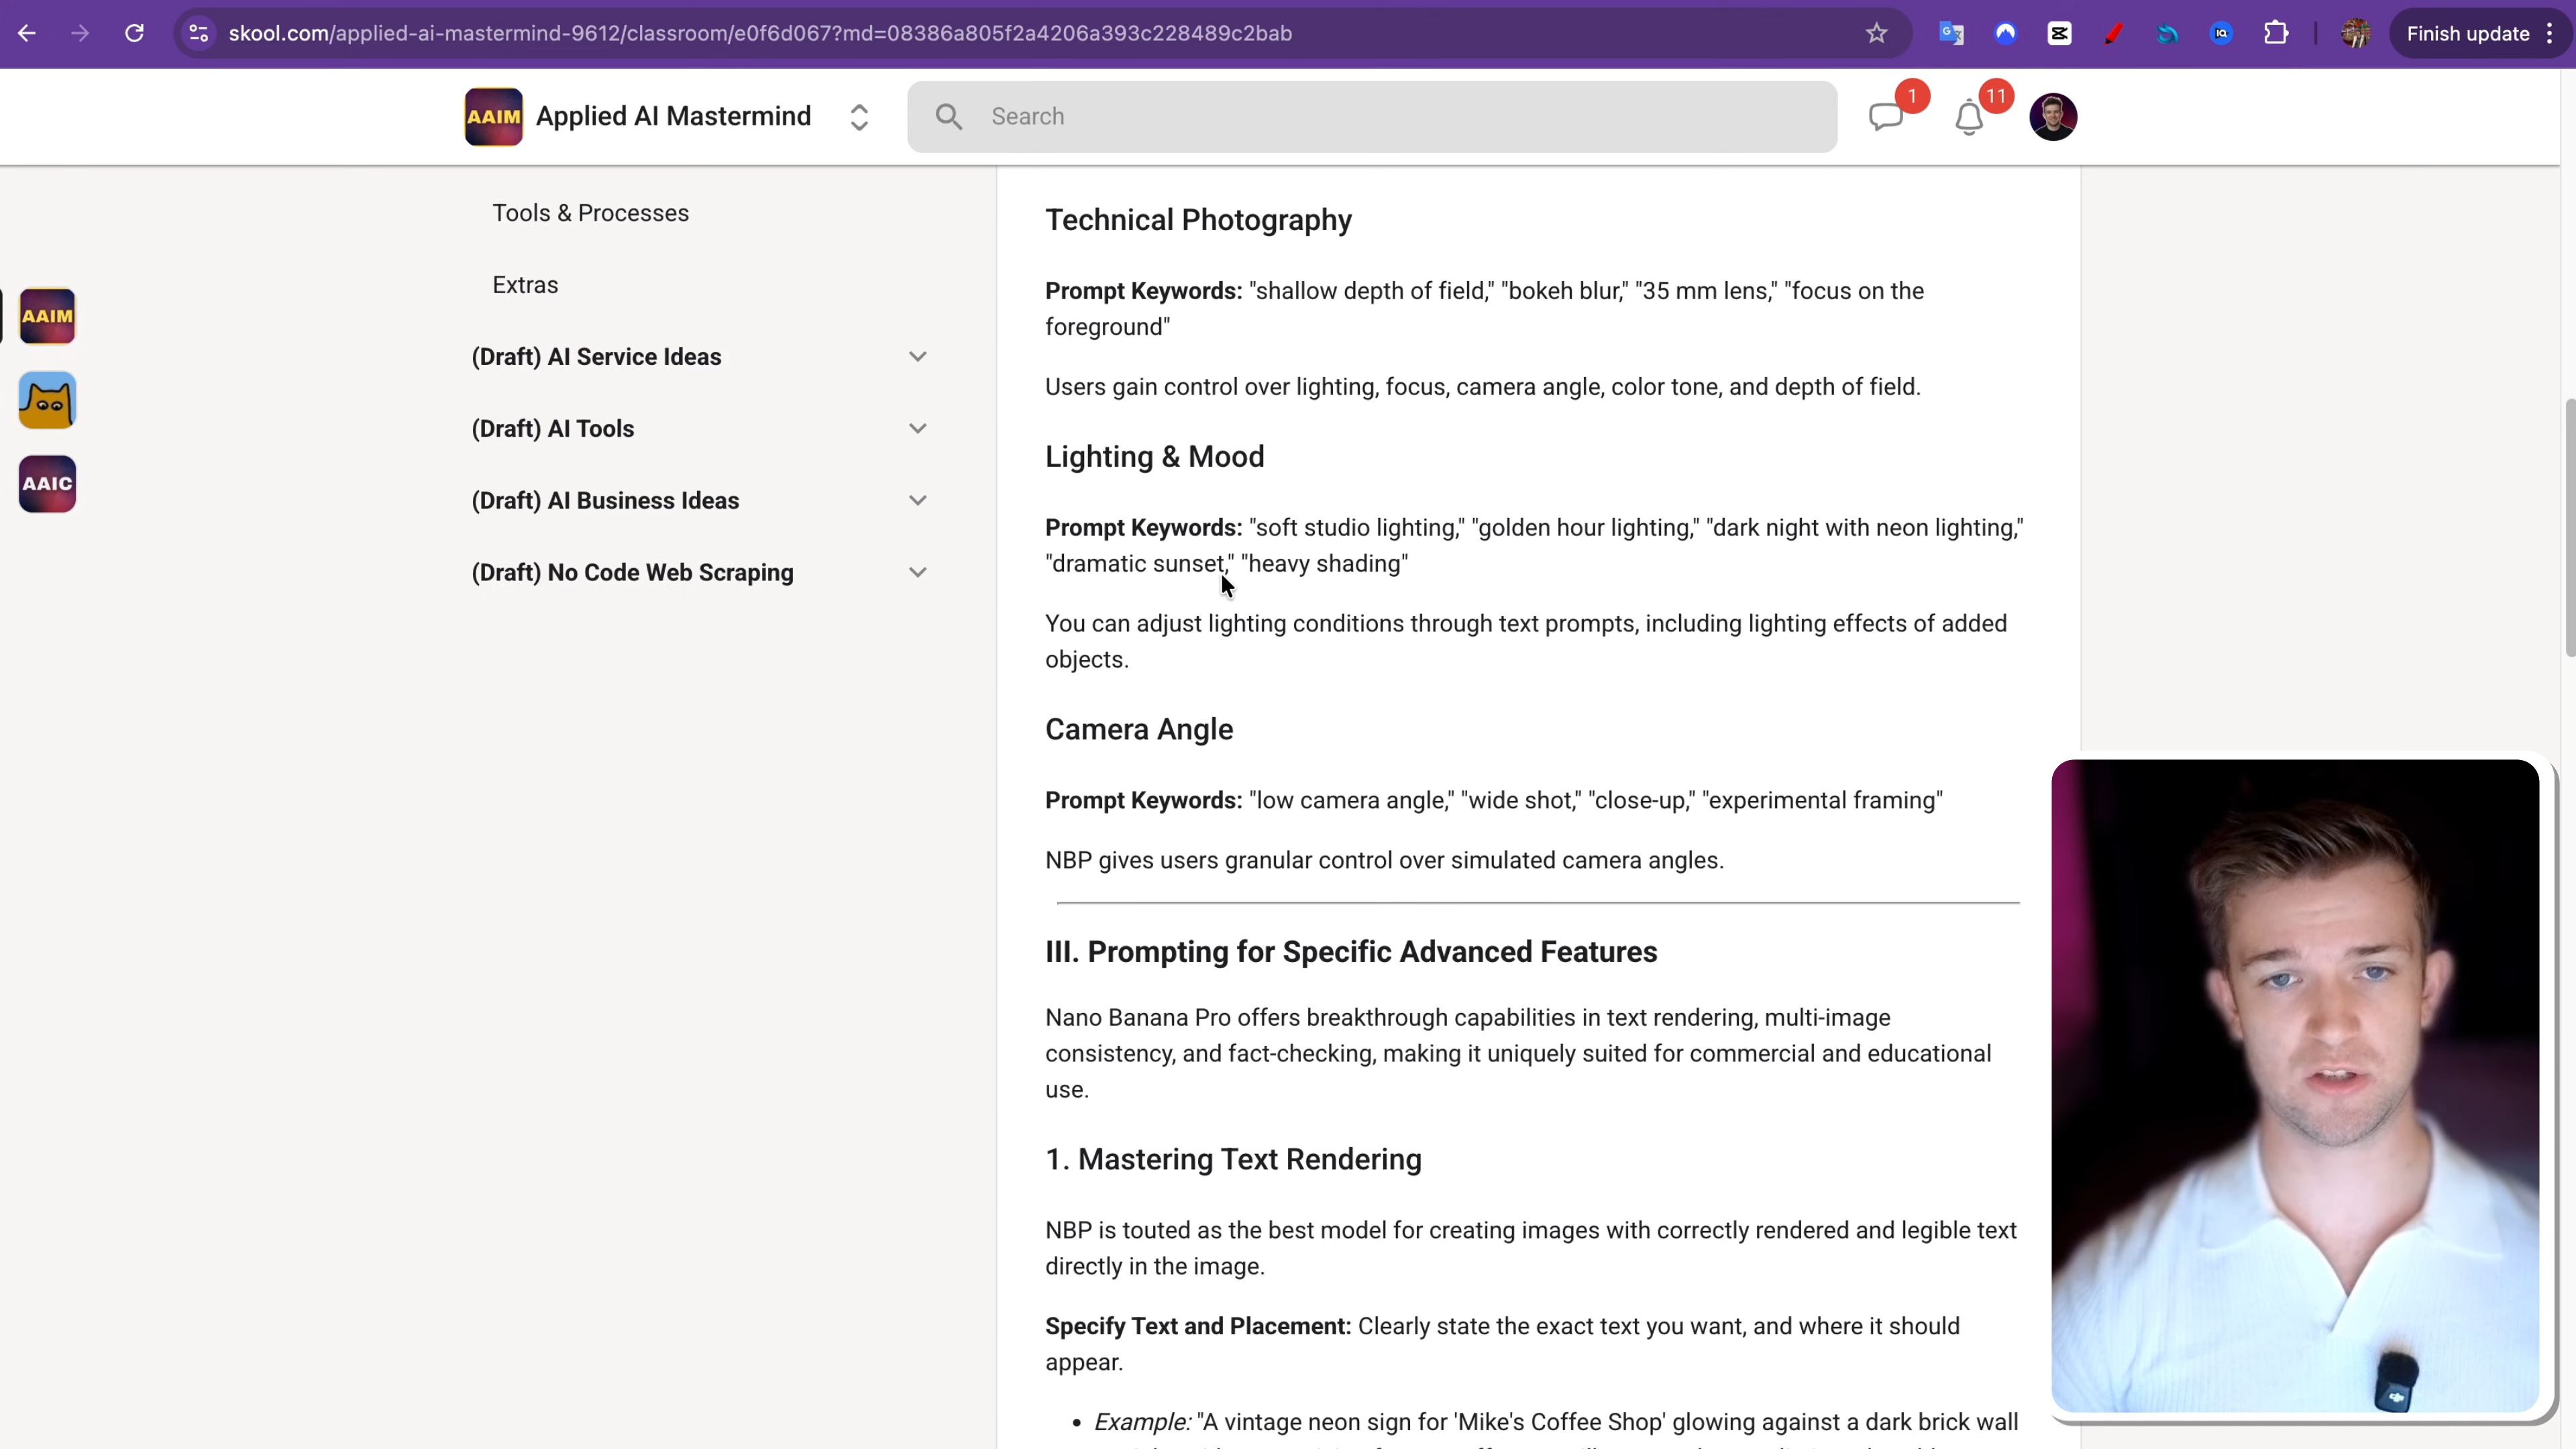 skool.com/applied-ai-mastermind-9612/classroom/e0f6d067?md=08386a805f2a4206a393c228489c2bab
Finish update
AAIM
Applied AI Mastermind
Search
1
11
Tools & Processes
Extras
(Draft) AI Service Ideas
(Draft) AI Tools
(Draft) AI Business Ideas
(Draft) No Code Web Scraping
AAIM
AAIC
Technical Photography
Prompt Keywords: "shallow depth of field," "bokeh blur," "35 mm lens," "focus on the
foreground"
Users gain control over lighting, focus, camera angle, color tone, and depth of field.
Lighting & Mood
Prompt Keywords: "soft studio lighting," "golden hour lighting," "dark night with neon lighting,"
"dramatic sunset," "heavy shading"
You can adjust lighting conditions through text prompts, including lighting effects of added
objects.
Camera Angle
Prompt Keywords: "low camera angle," "wide shot," "close-up," "experimental framing"
NBP gives users granular control over simulated camera angles.
III. Prompting for Specific Advanced Features
Nano Banana Pro offers breakthrough capabilities in text rendering, multi-image
consistency, and fact-checking, making it uniquely suited for commercial and educational
use.
1. Mastering Text Rendering
NBP is touted as the best model for creating images with correctly rendered and legible text
directly in the image.
Specify Text and Placement: Clearly state the exact text you want, and where it should
appear.
• Example: "A vintage neon sign for 'Mike's Coffee Shop' glowing against a dark brick wall